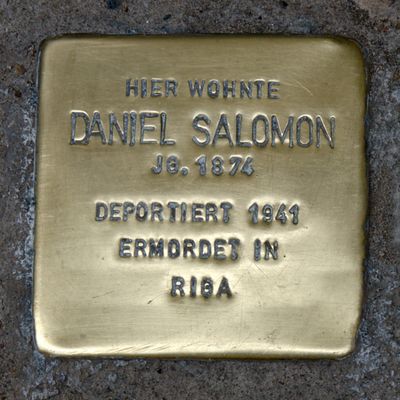 HIER WOHNTE
DANIEL SALOMON
JG. 1874
DEPORTIERT 1941
ERMORDET IN
RIGA